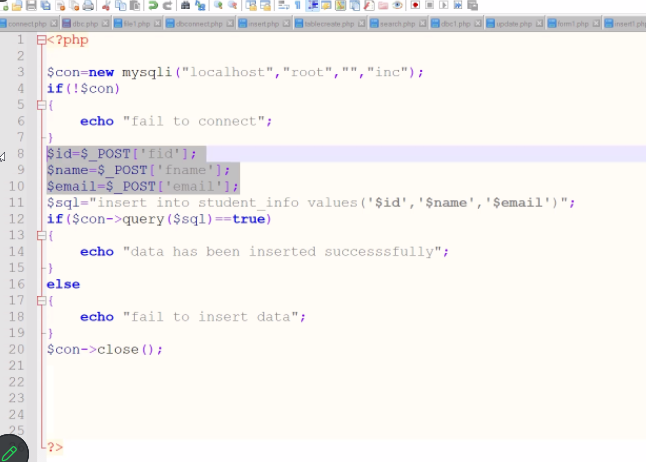 connect.php dbc.php file1.php dbconnect.php insert.php tablecreate.php search.php dbc1.php update.php form1.php insert1.php
1 <?php
2
3 $con=new mysqli("localhost","root","","inc");
4 if(!$con)
5 {
6 echo "fail to connect";
7 }
8 $id=$_POST['fid'];
9 $name=$_POST['fname'];
10 $email=$_POST['email'];
11 $sql="insert into student_info values('$id','$name','$email')";
12 if($con->query($sql)==true)
13 {
14 echo "data has been inserted successsfully";
15 }
16 else
17 {
18 echo "fail to insert data";
19 }
20 $con->close();
21
22
23
24
25
?>